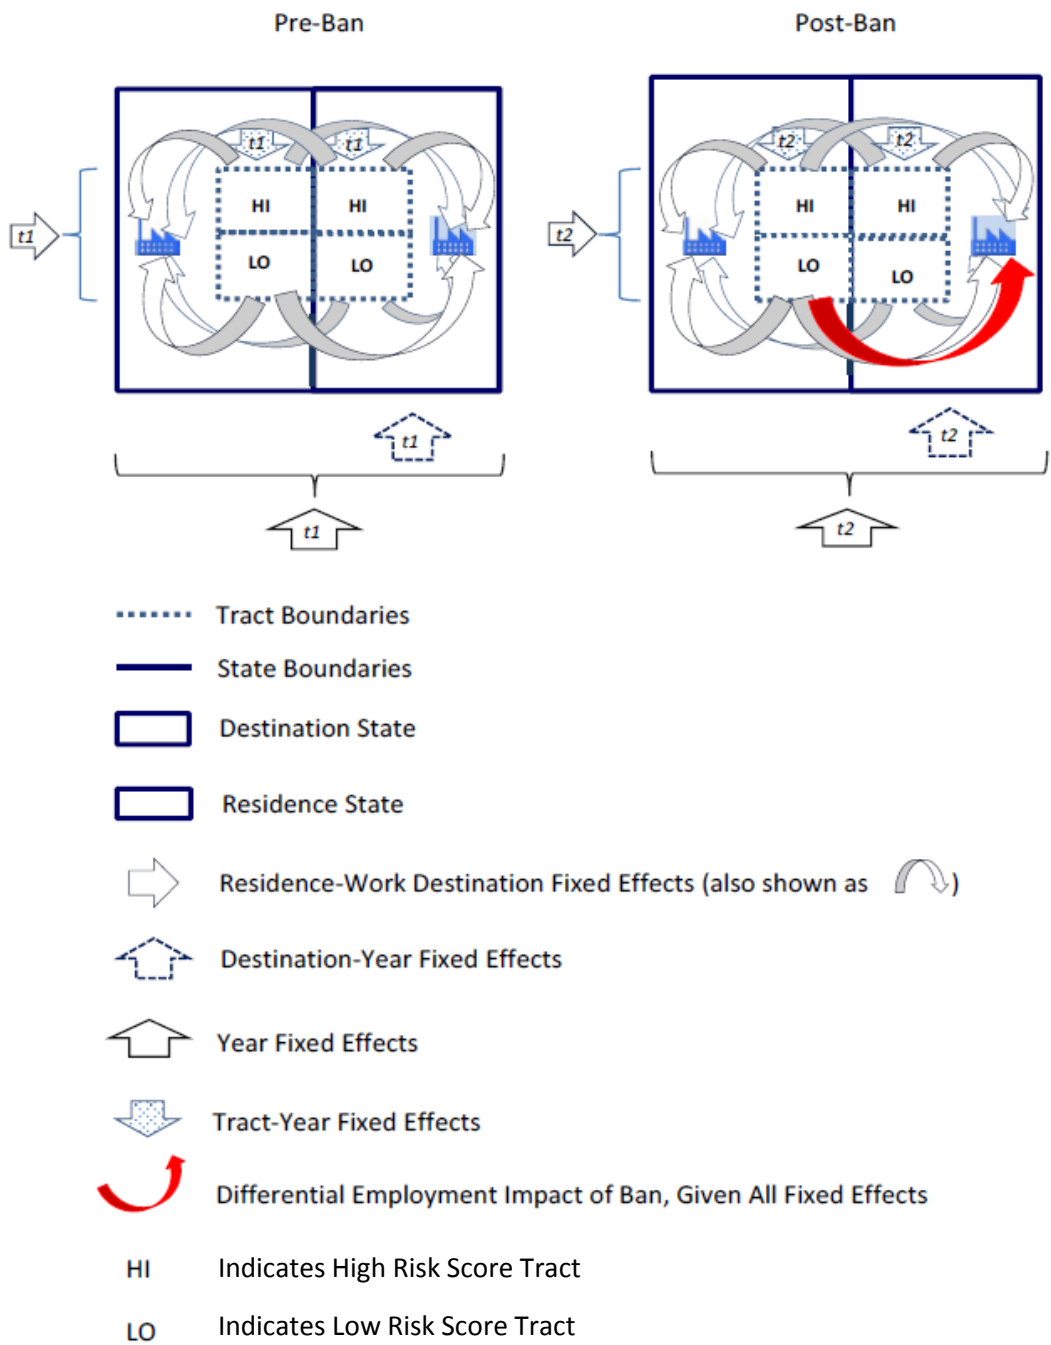 Pre-Ban Post-Ban
t1 t1 t2 t2
HI HI HI HI
t1 t2
LO LO LO LO
t1 t2
t1 t2
Tract Boundaries
State Boundaries
Destination State
Residence State
Residence-Work Destination Fixed Effects (also shown as )
Destination-Year Fixed Effects
Year Fixed Effects
Tract-Year Fixed Effects
Differential Employment Impact of Ban, Given All Fixed Effects
HI Indicates High Risk Score Tract
LO Indicates Low Risk Score Tract